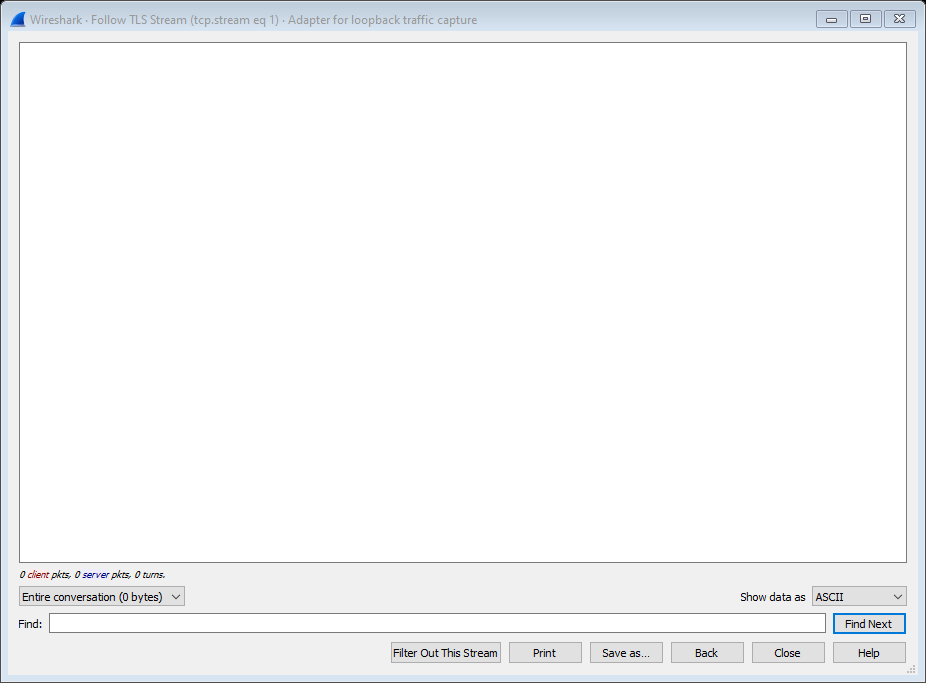 Wireshark · Follow TLS Stream (tcp.stream eq 1) · Adapter for loopback traffic capture
0 client pkts, 0 server pkts, 0 turns.
Entire conversation (0 bytes) Show data as ASCII
Find: Find Next
Filter Out This Stream Print Save as... Back Close Help